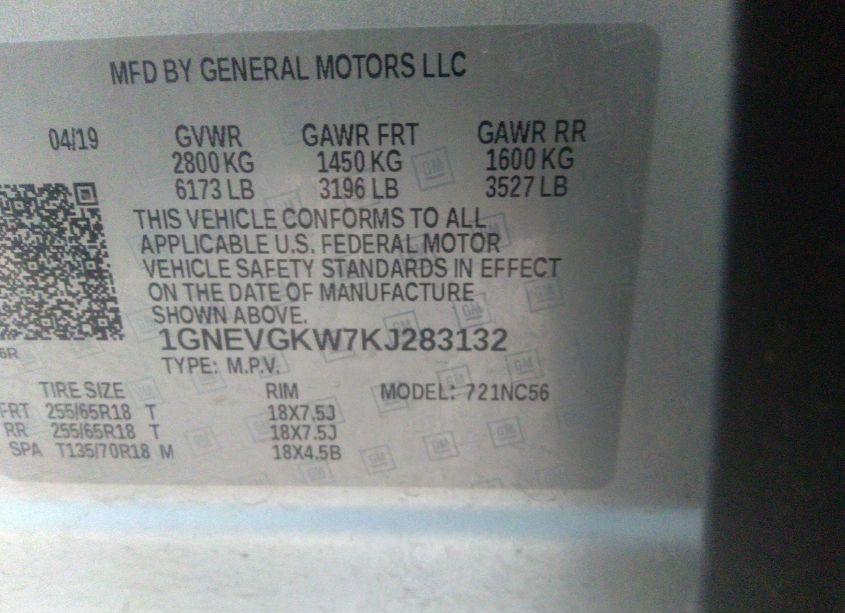 MFD BY GENERAL MOTORS LLC
04/19 GVWR GAWR FRT GAWR RR
2800 KG 1450 KG 1600 KG
6173 LB 3196 LB 3527 LB
THIS VEHICLE CONFORMS TO ALL
APPLICABLE U.S. FEDERAL MOTOR
VEHICLE SAFETY STANDARDS IN EFFECT
ON THE DATE OF MANUFACTURE
SHOWN ABOVE.
1GNEVGKW7KJ283132
6R
TYPE: M.P.V.
TIRE SIZE RIM MODEL: 721NC56
FRT 255/65R18 T 18X7.5J
RR 255/65R18 T 18X7.5J
SPA T135/70R18 M 18X4.5B